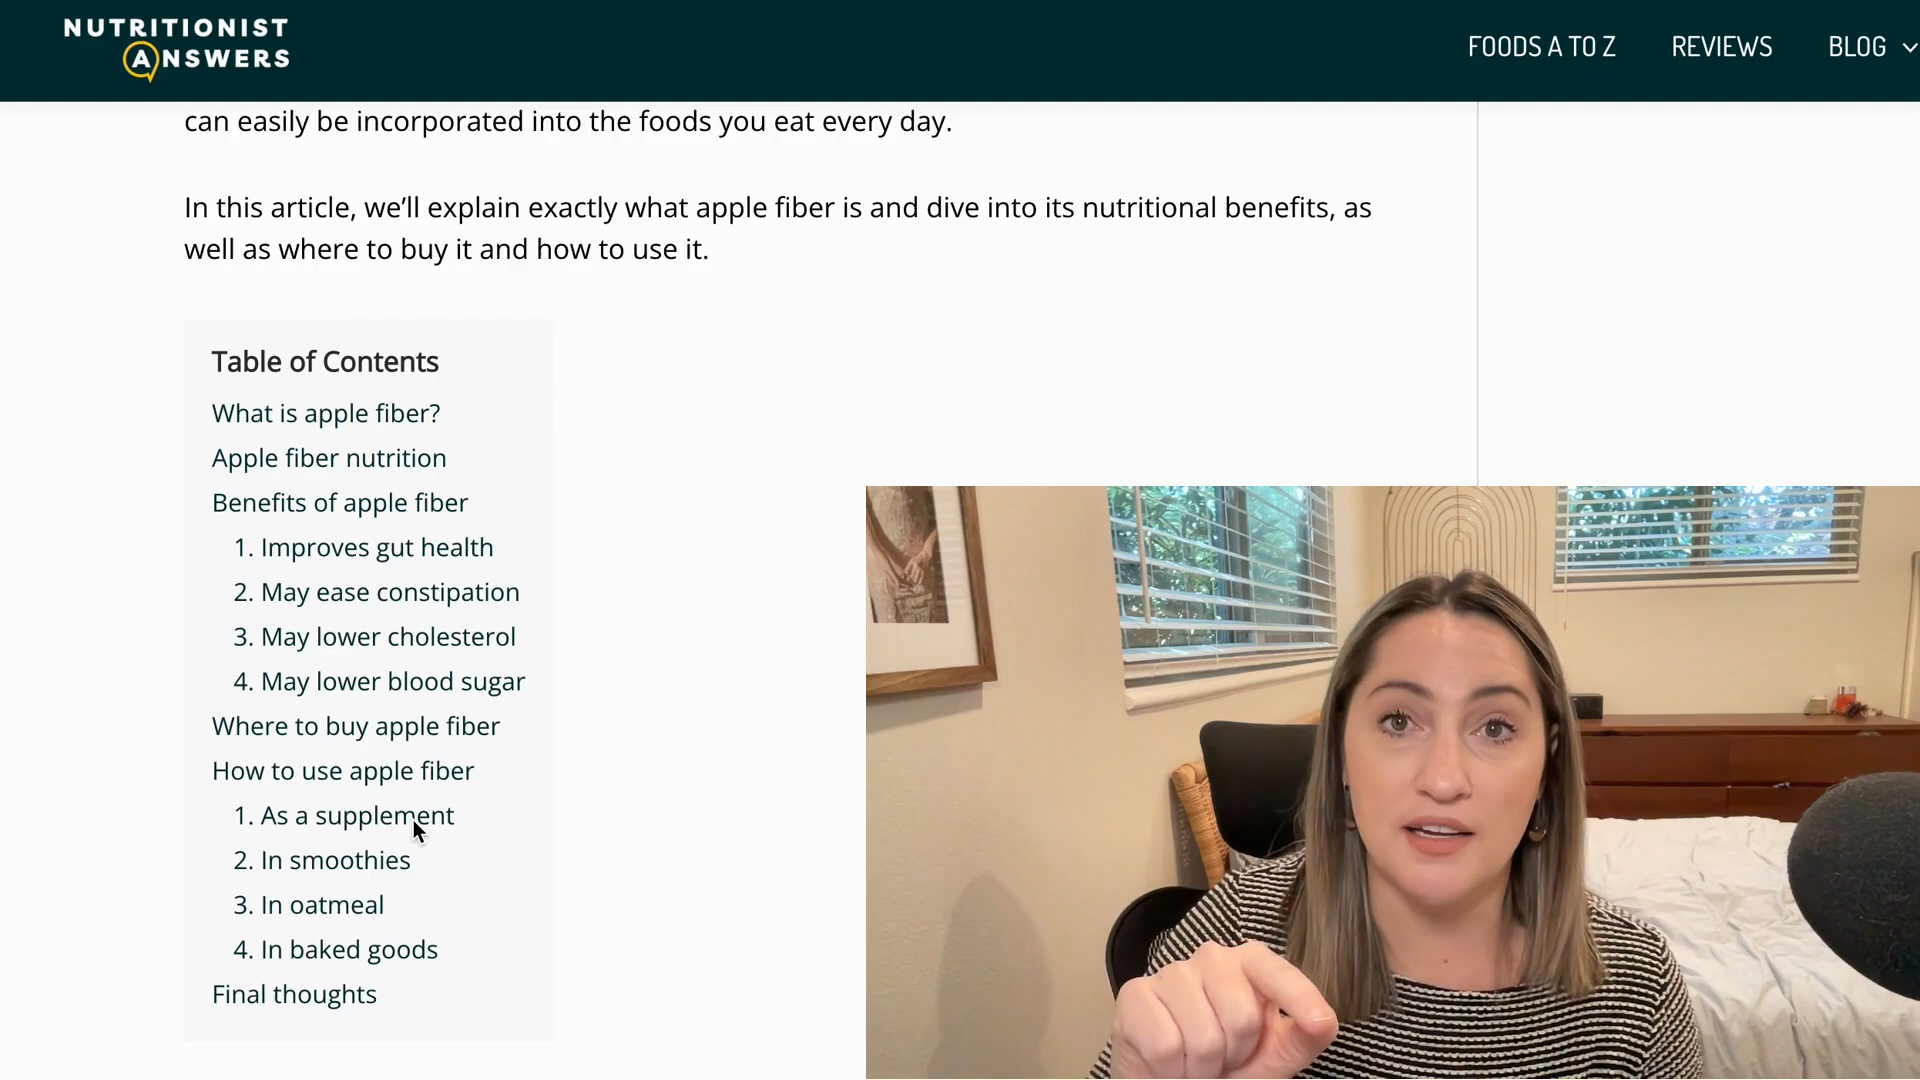 NUTRITIONIST
ANSWERS
FOODS A TO Z
REVIEWS
BLOG
can easily be incorporated into the foods you eat every day.
In this article, we’ll explain exactly what apple fiber is and dive into its nutritional benefits, as
well as where to buy it and how to use it.
Table of Contents
What is apple fiber?
Apple fiber nutrition
Benefits of apple fiber
1. Improves gut health
2. May ease constipation
3. May lower cholesterol
4. May lower blood sugar
Where to buy apple fiber
How to use apple fiber
1. As a supplement
2. In smoothies
3. In oatmeal
4. In baked goods
Final thoughts